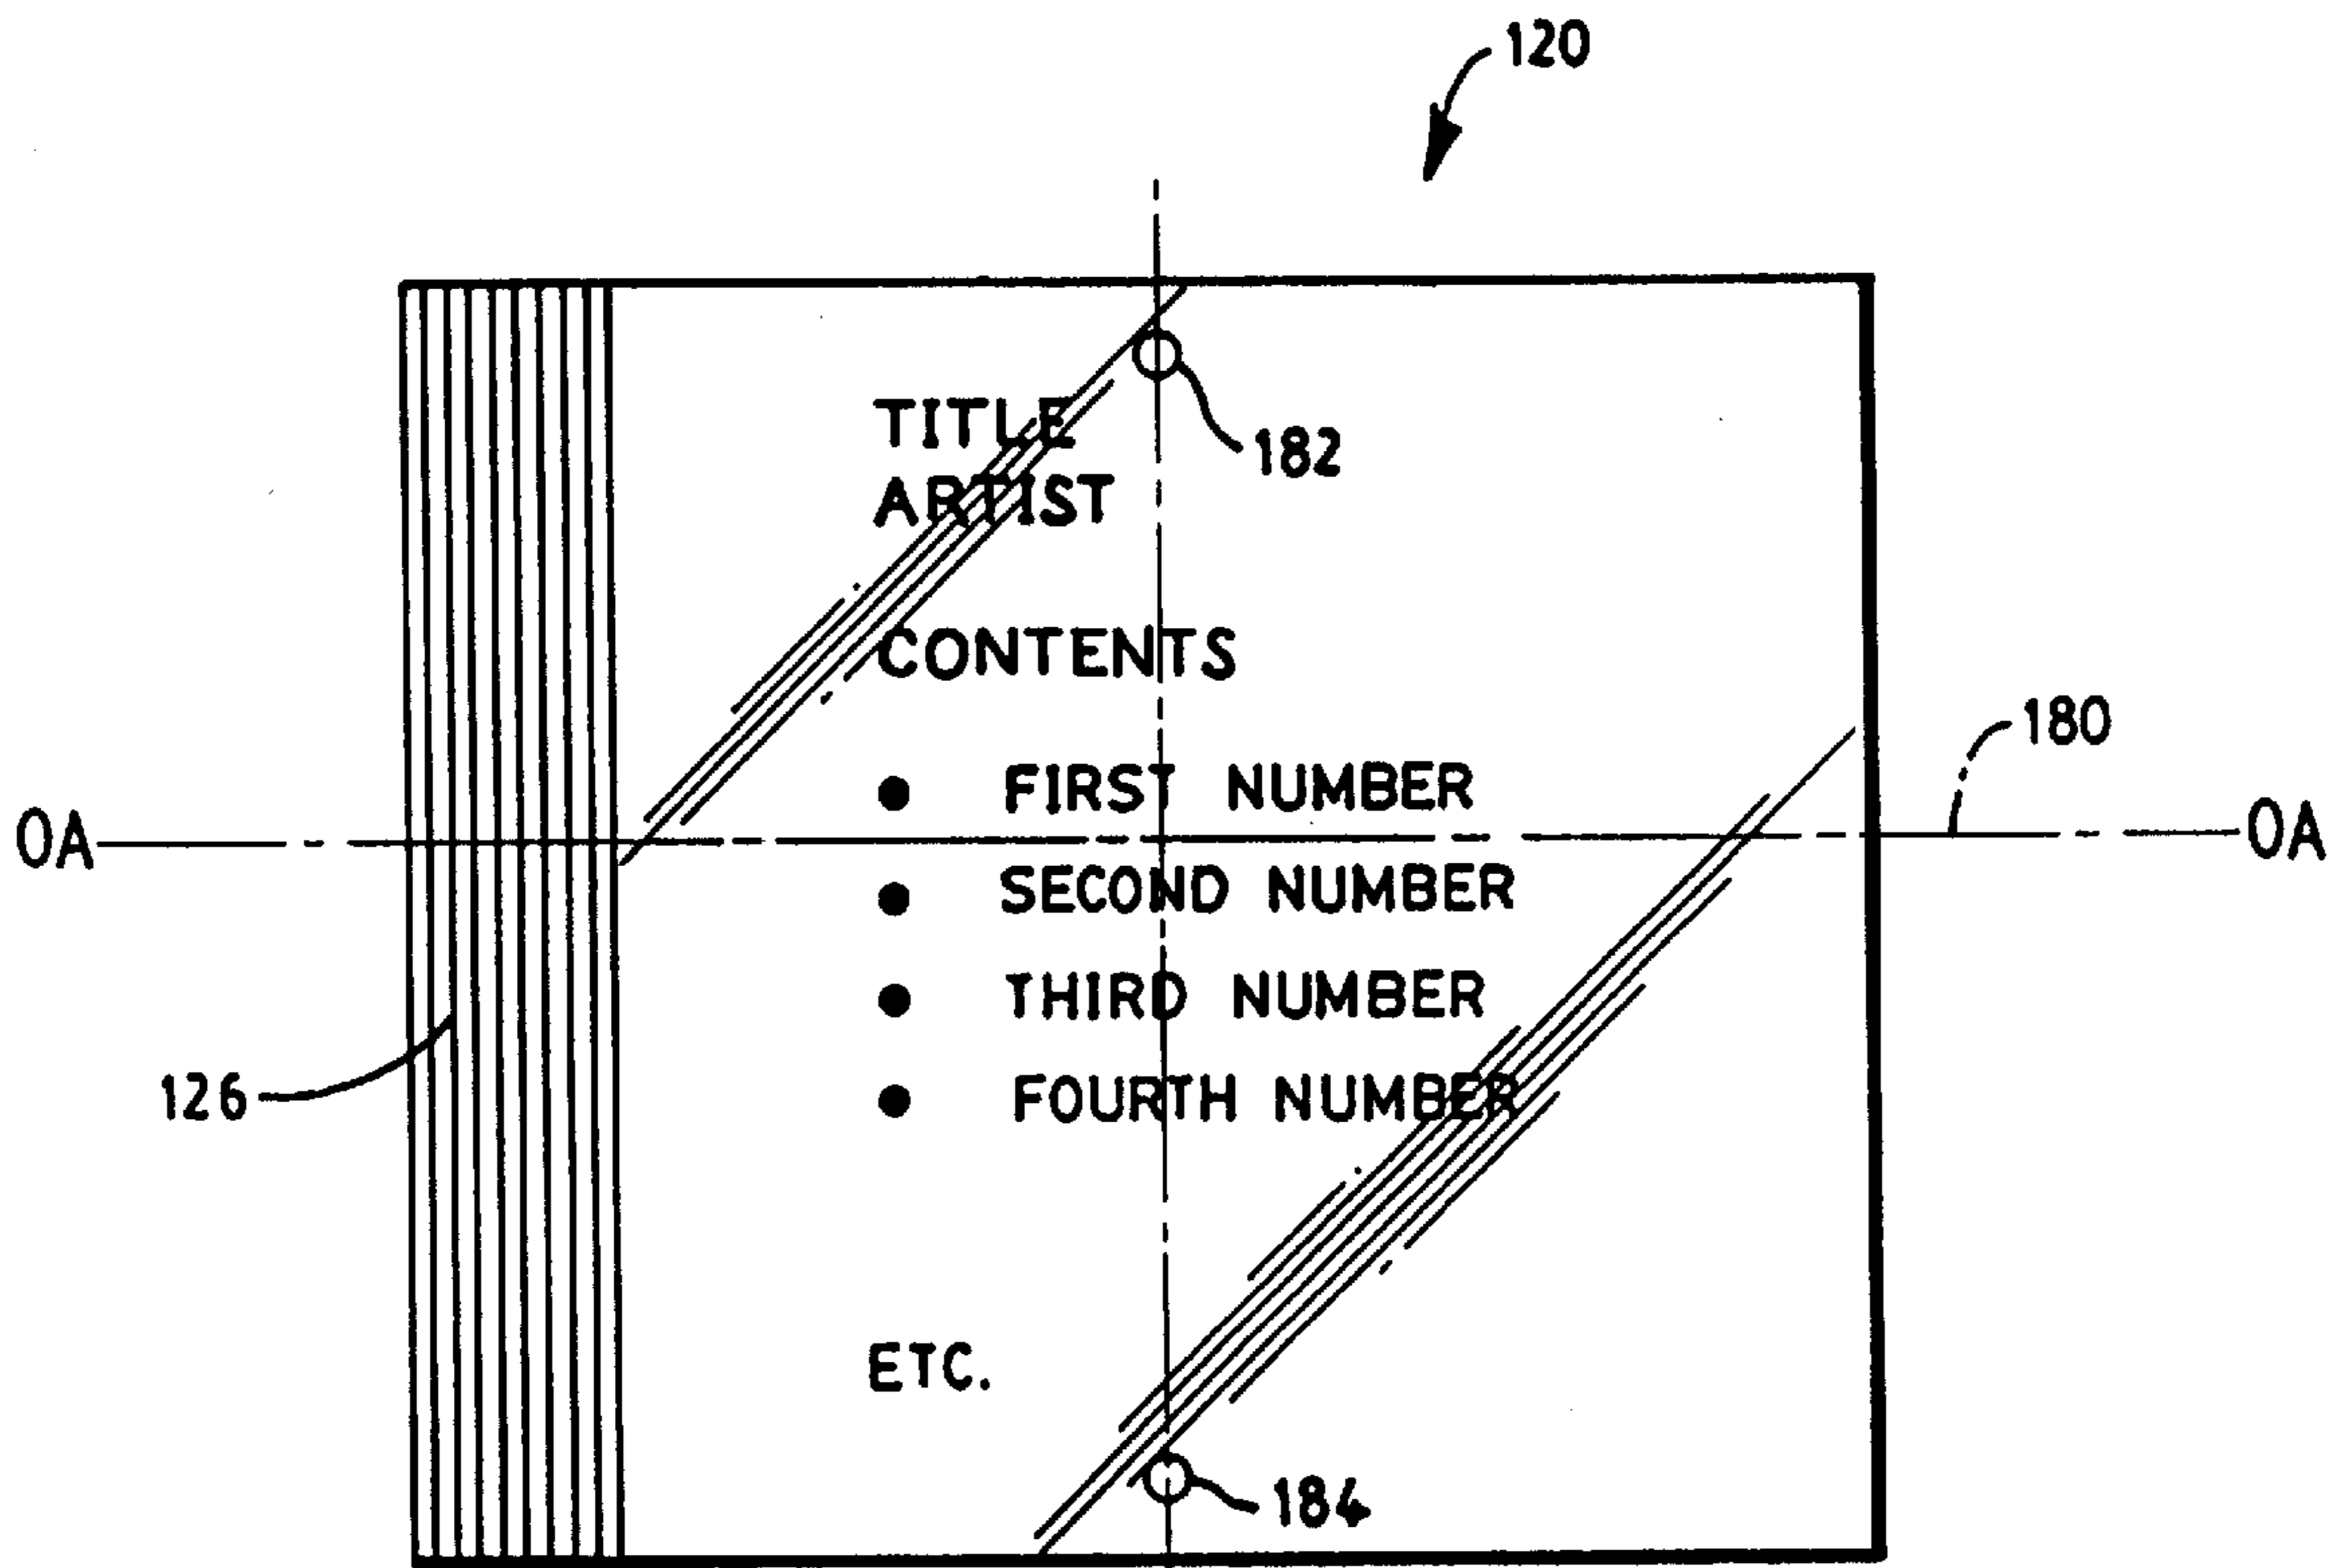 120
182
TITLE
ARTIST
CONTENTS
180
● FIRST NUMBER
OA OA
● SECOND NUMBER
● THIRD NUMBER
126
● FOURTH NUMBER
ETC.
184